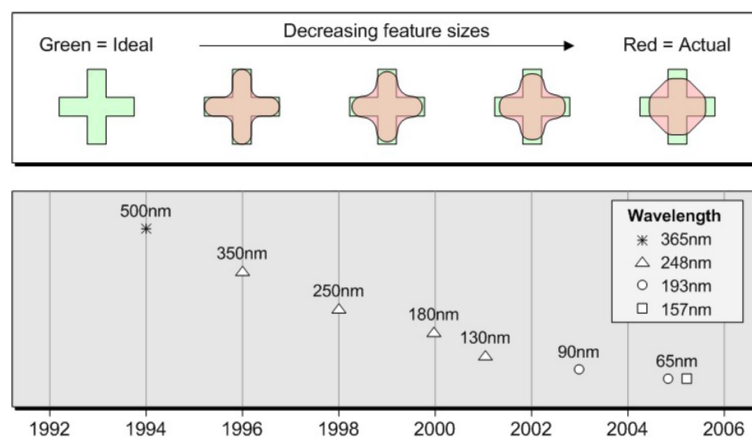 Green = Ideal
Decreasing feature sizes
Red = Actual
500nm
350nm
250nm
180nm
130nm
90nm
65nm
Wavelength
365nm
248nm
193nm
157nm
1992
1994
1996
1998
2000
2002
2004
2006